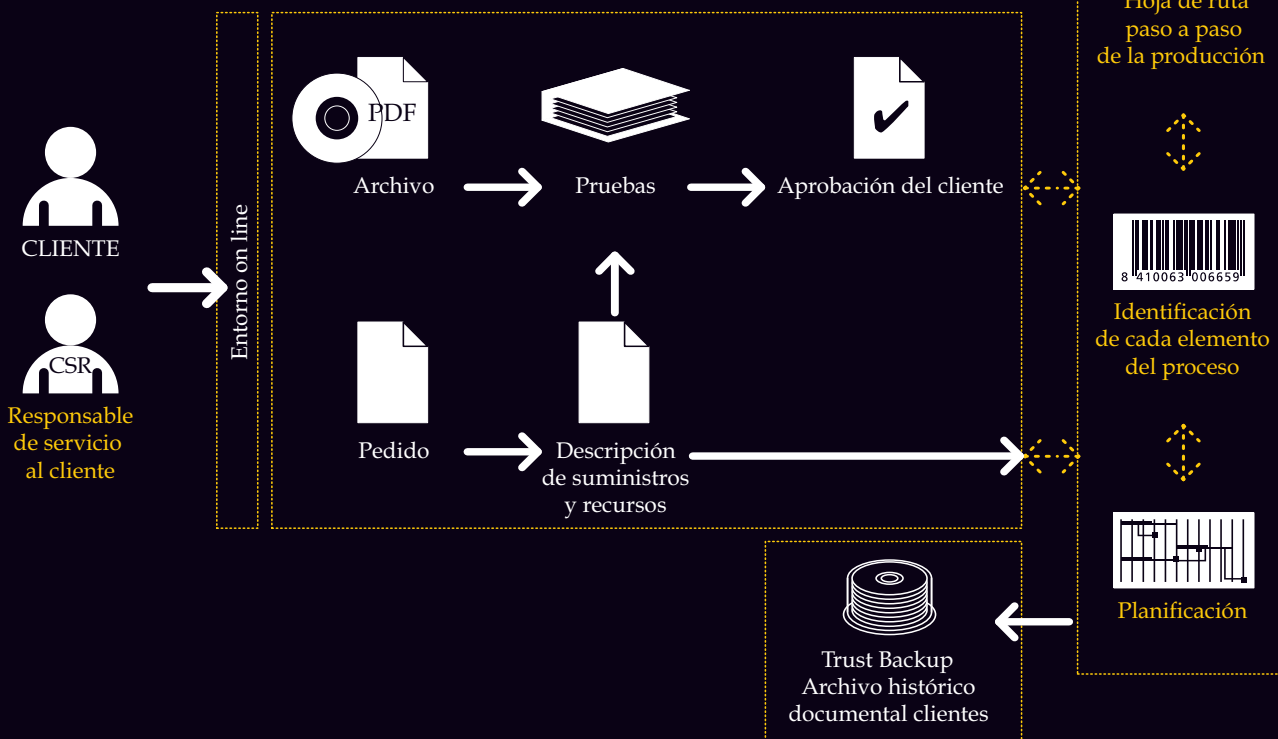 Hoja de ruta
paso a paso
de la producción
PDF
Archivo
Pruebas
✔
Aprobación del cliente
CLIENTE
Entorno on line
8 410063 006659
Identificación
de cada elemento
del proceso
CSR
Responsable
de servicio
al cliente
Pedido
Descripción
de suministros
y recursos
Planificación
Trust Backup
Archivo histórico
documental clientes